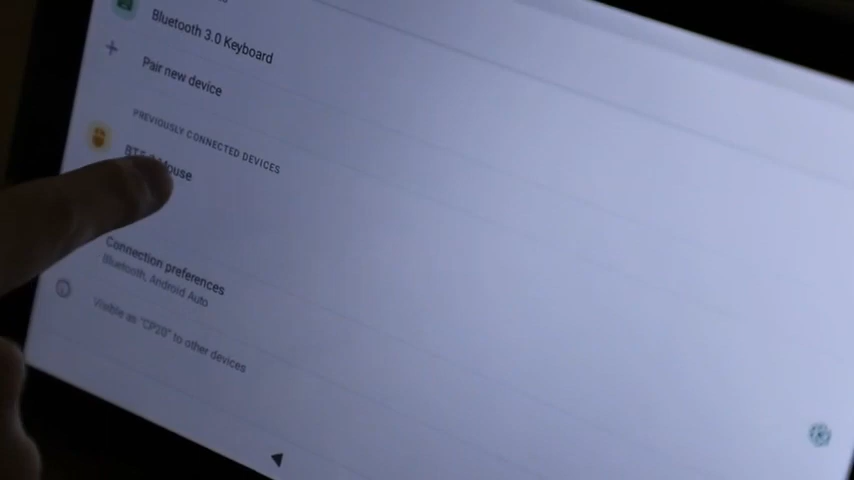 Bluetooth 3.0 Keyboard
Pair new device
PREVIOUSLY CONNECTED DEVICES
Mouse
Connection preferences
Bluetooth, Android Auto
Visible as "CP20" to other devices